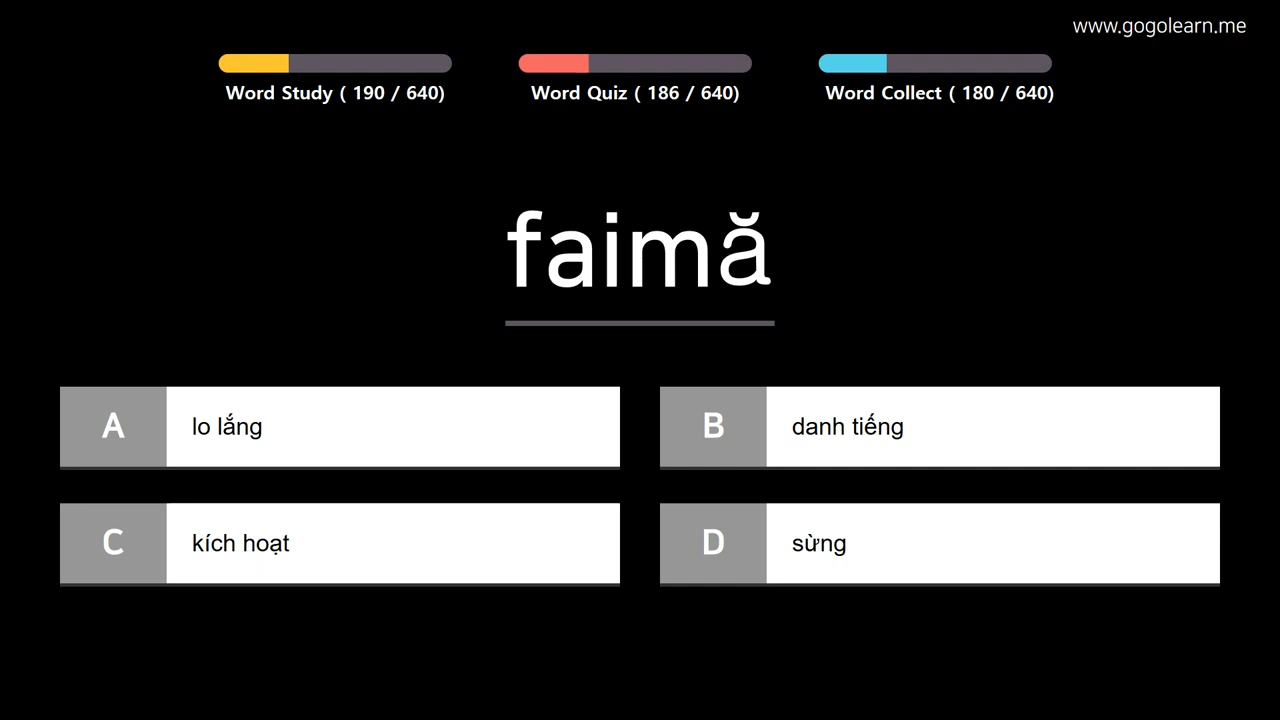 www.gogolearn.me
Word Study ( 190 / 640)
Word Quiz ( 186 / 640)
Word Collect ( 180 / 640)
faimă
A lo lắng
B danh tiếng
C kích hoạt
D sừng